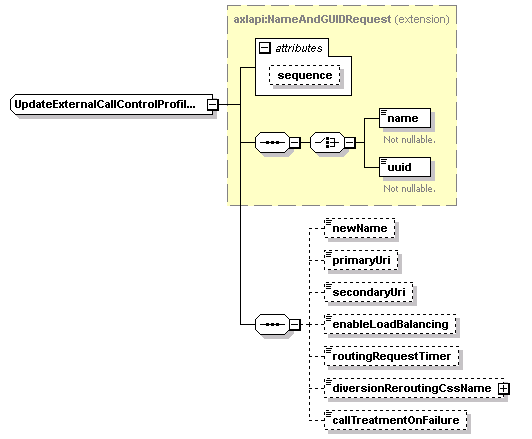 axlapi:NameAndGUIDRequest (extension)
attributes
sequence
UpdateExternalCallControlProfil...
name
Not nullable.
uuid
Not nullable.
newName
primaryUri
secondaryUri
enableLoadBalancing
routingRequestTimer
diversionReroutingCssName
callTreatmentOnFailure